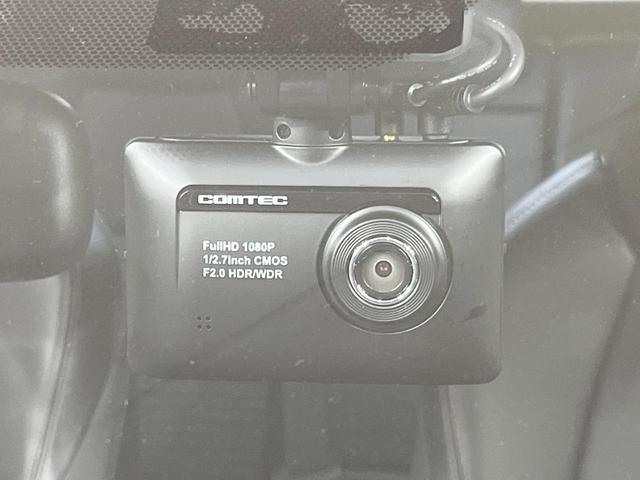 COMTEC
FullHD 1080P
1/2.7Inch CMOS
F2.0 HDR/WDR